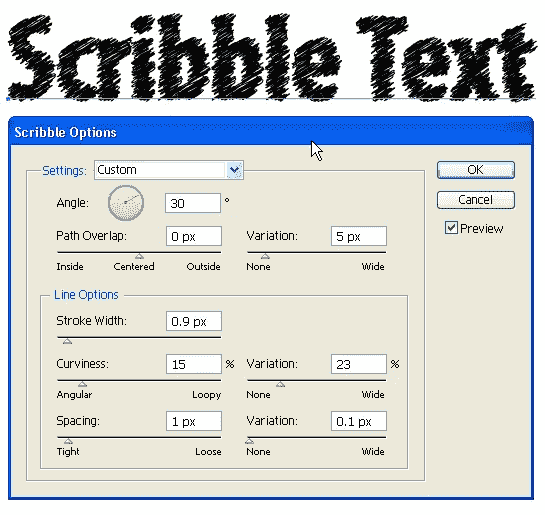 Scribble Text
Scribble Options
Settings: Custom
OK
Angle: 30 °
Cancel
Path Overlap: 0 px Variation: 5 px
Preview
Inside Centered Outside None Wide
Line Options
Stroke Width: 0.9 px
Curviness: 15 % Variation: 23 %
Angular Loopy None Wide
Spacing: 1 px Variation: 0.1 px
Tight Loose None Wide